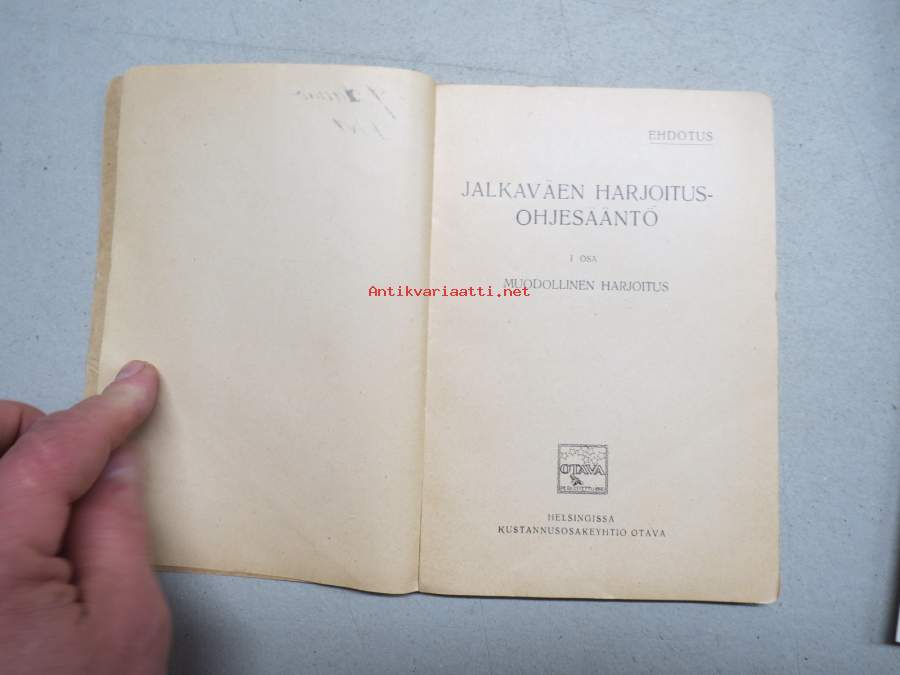 EHDOTUS
JALKAVÄEN HARJOITUS-
OHJESÄÄNTÖ
I OSA
MUODOLLINEN HARJOITUS
Antikvariaatti.net
OTAVA
HELSINGISSÄ
KUSTANNUSOSAKEYHTIÖ OTAVA